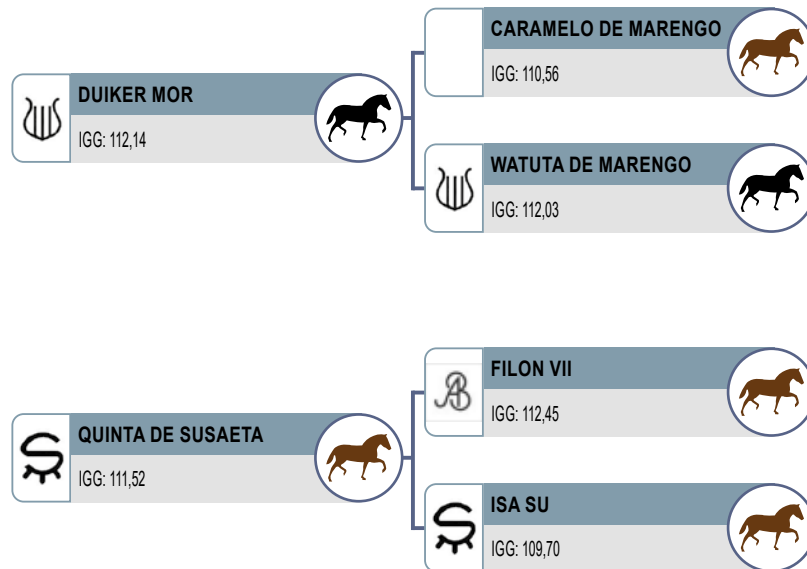 CARAMELO DE MARENGO
IGG: 110,56
DUIKER MOR
IGG: 112,14
WATUTA DE MARENGO
IGG: 112,03
FILON VII
IGG: 112,45
QUINTA DE SUSAETA
IGG: 111,52
ISA SU
IGG: 109,70